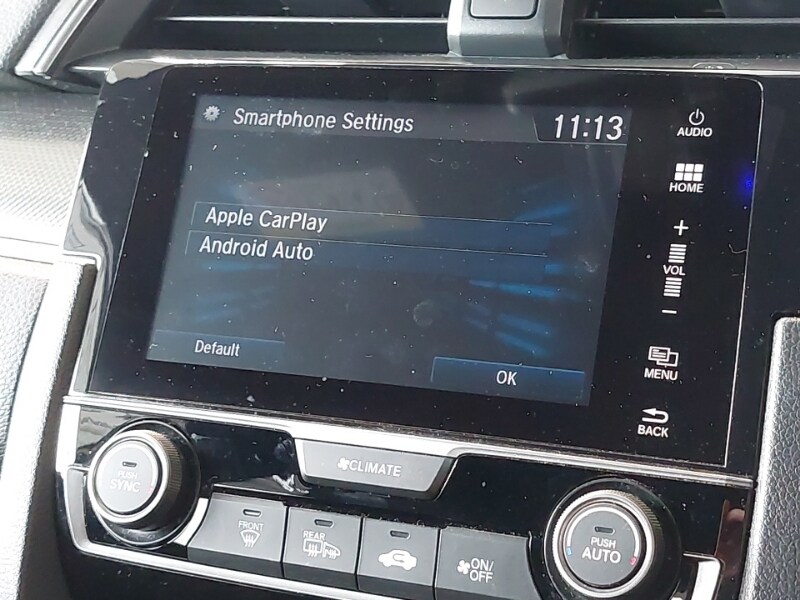 Smartphone Settings
11:13
Apple CarPlay
Android Auto
Default
OK
AUDIO
HOME
+
VOL
−
MENU
BACK
CLIMATE
PUSH
SYNC
FRONT
REAR
ON/
OFF
PUSH
AUTO